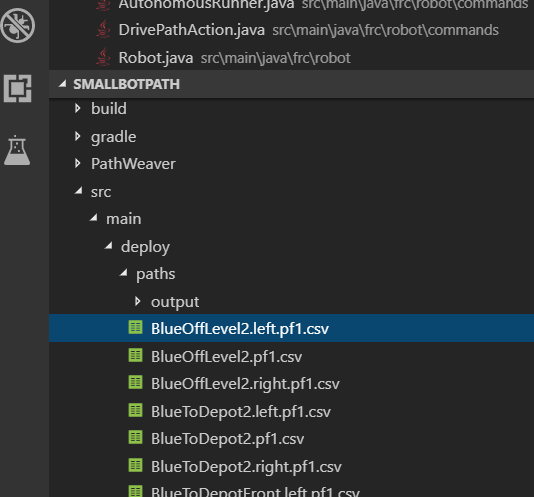 AutonomousRunner.java src\main\java\frc\robot\commands
DrivePathAction.java src\main\java\frc\robot\commands
Robot.java src\main\java\frc\robot
SMALLBOTPATH
build
gradle
PathWeaver
src
main
deploy
paths
output
BlueOffLevel2.left.pf1.csv
BlueOffLevel2.pf1.csv
BlueOffLevel2.right.pf1.csv
BlueToDepot2.left.pf1.csv
BlueToDepot2.pf1.csv
BlueToDepot2.right.pf1.csv
BlueToDepotFront.left.pf1.csv